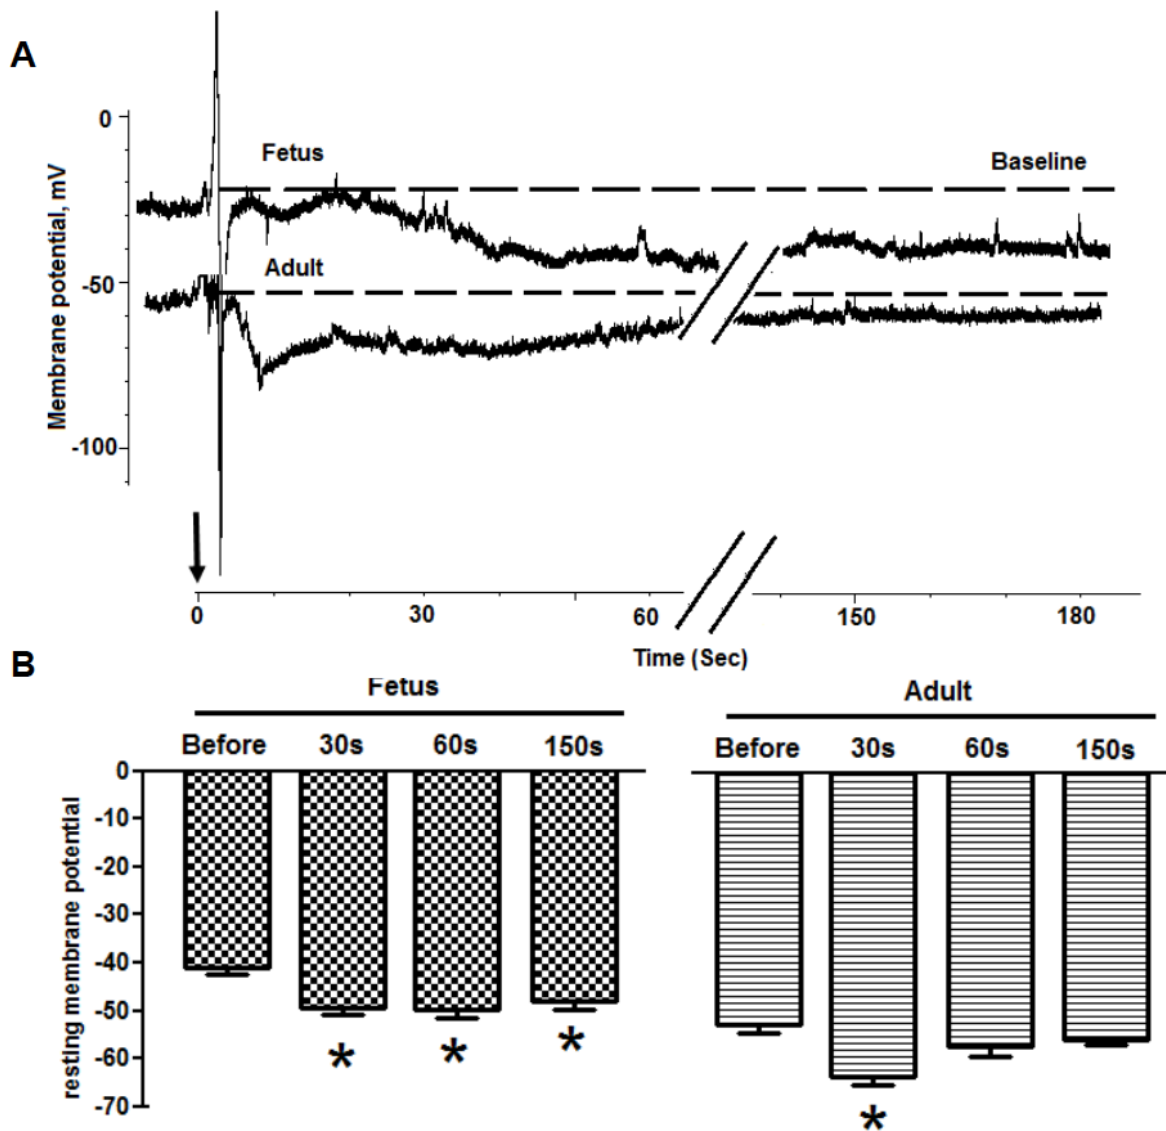 A
Membrane potential, mV
0
-50
-100
Fetus
Baseline
Adult
0 30 60 150 180
Time (Sec)
B
Fetus
Adult
Before 30s 60s 150s
Before 30s 60s 150s
resting membrane potential
0
-10
-20
-30
-40
-50
-60
-70
* * *
*